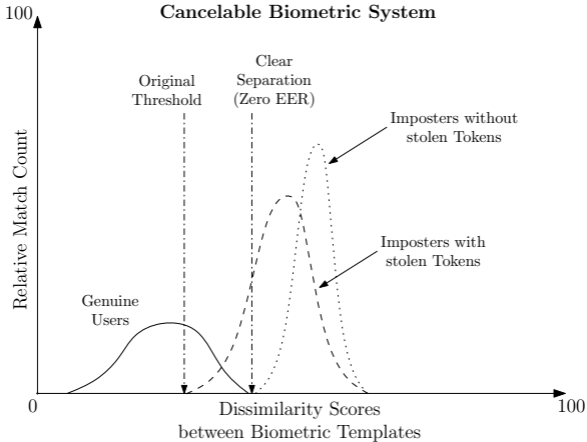 Cancelable Biometric System
100
Clear
Separation
(Zero EER)
Original
Threshold
Imposters without
stolen Tokens
Relative Match Count
Imposters with
stolen Tokens
Genuine
Users
0
100
Dissimilarity Scores
between Biometric Templates